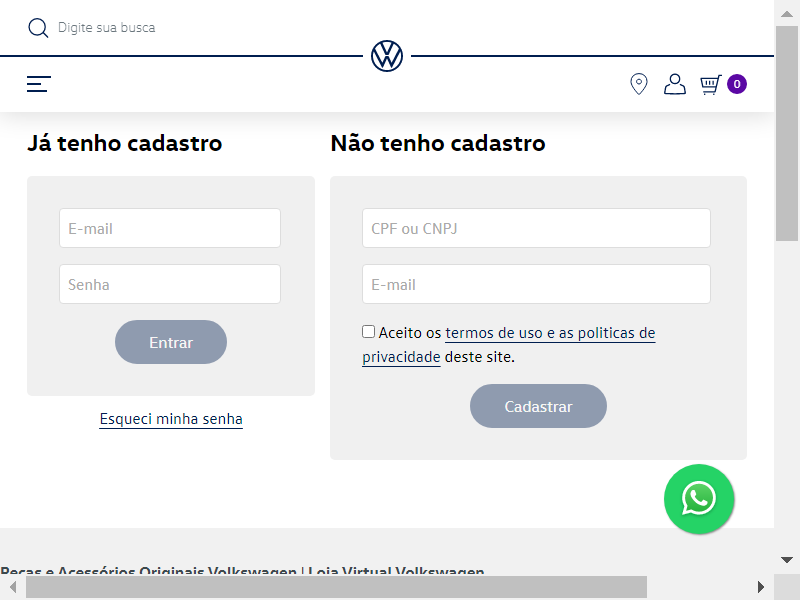 Digite sua busca
0
Já tenho cadastro
E-mail
Senha
Entrar
Esqueci minha senha
Não tenho cadastro
CPF ou CNPJ
E-mail
Aceito os termos de uso e as politicas de
privacidade deste site.
Cadastrar
Peças e Acessórios Originais Volkswagen | Loja Virtual Volkswagen